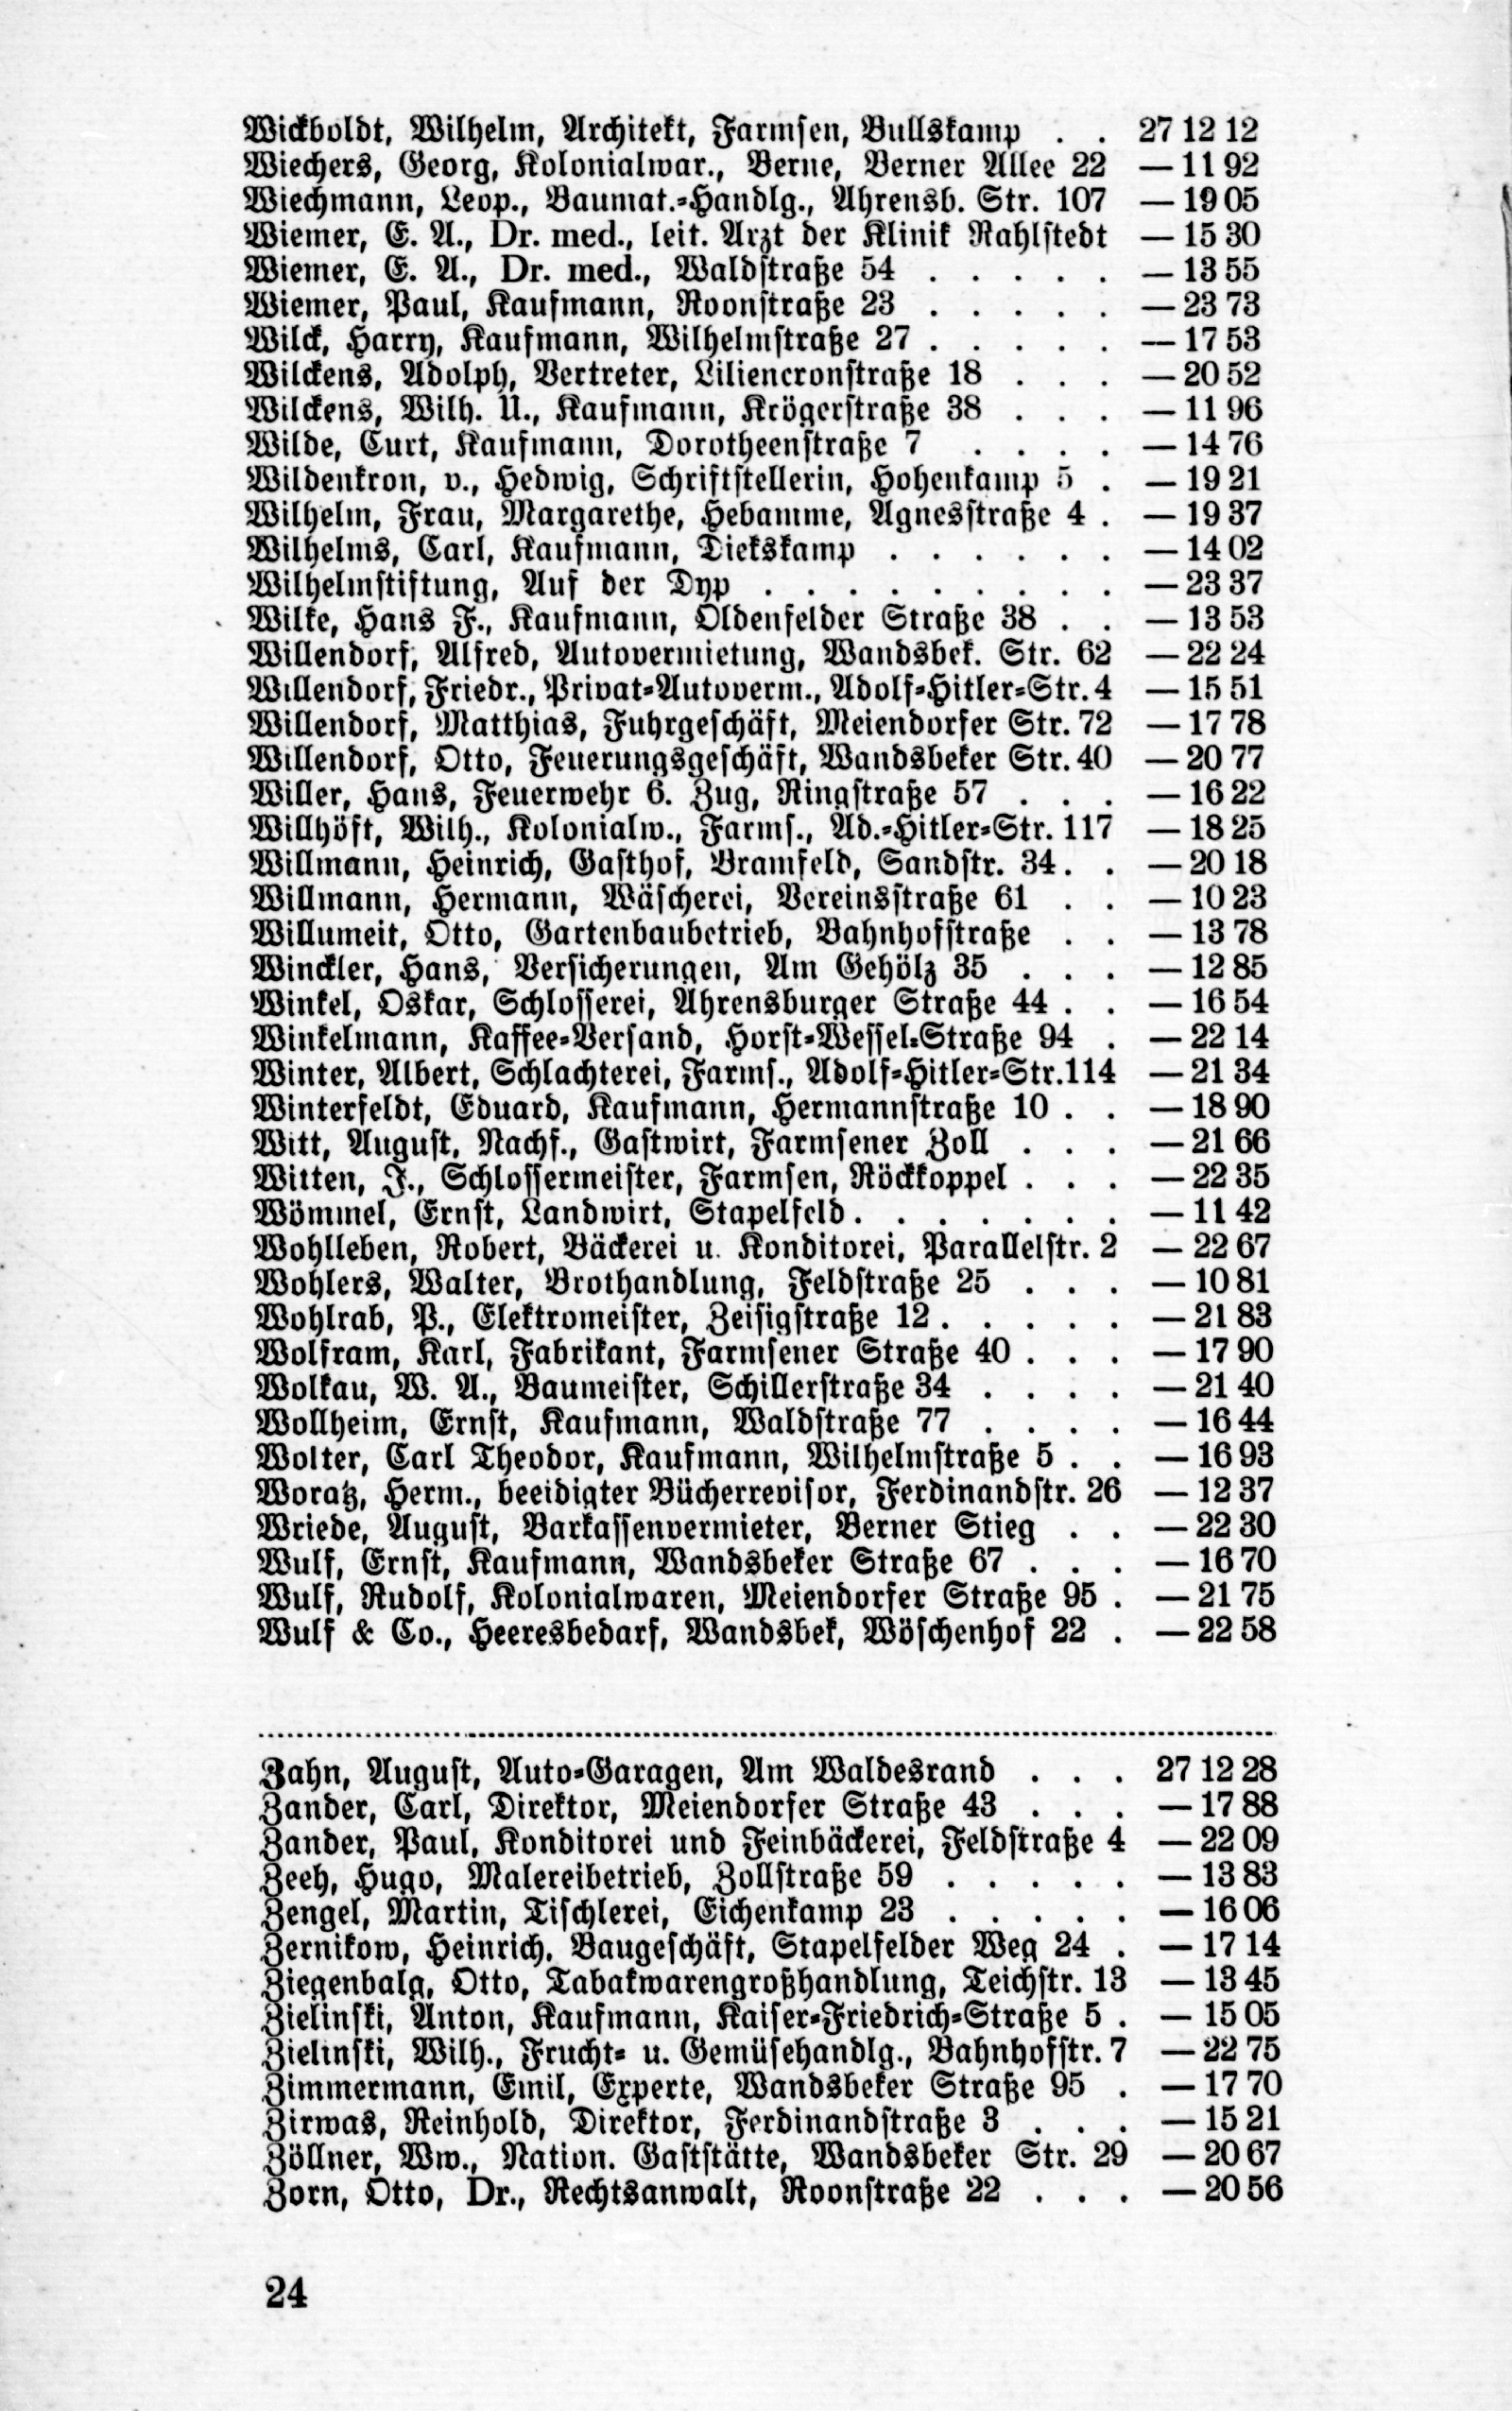 Wickboldt, Wilhelm, Architekt, Farmsen, Bullskamp . . 27 12 12
Wiechers, Georg, Kolonialwar., Berne, Berner Allee 22 — 11 92
Wiechmann, Leop., Baumat.-Handlg., Ahrensb. Str. 107 — 19 05
Wiemer, E. A., Dr. med., leit. Arzt der Klinik Rahlstedt — 15 30
Wiemer, E. A., Dr. med., Waldstraße 54 . . . . . — 13 55
Wiemer, Paul, Kaufmann, Roonstraße 23 . . . . . — 23 73
Wilck, Harry, Kaufmann, Wilhelmstraße 27 . . . . . — 17 53
Wilckens, Adolph, Vertreter, Liliencronstraße 18 . . . — 20 52
Wilckens, Wilh. U., Kaufmann, Krögerstraße 38 . . . — 11 96
Wilde, Curt, Kaufmann, Dorotheenstraße 7 . . . . — 14 76
Wildenkron, v., Hedwig, Schriftstellerin, Hohenkamp 5 . — 19 21
Wilhelm, Frau, Margarethe, Hebamme, Agnesstraße 4 . — 19 37
Wilhelms, Carl, Kaufmann, Diekskamp . . . . . . — 14 02
Wilhelmstiftung, Auf der Dyp . . . . . . . . . — 23 37
Wilke, Hans F., Kaufmann, Oldenfelder Straße 38 . . — 13 53
Willendorf, Alfred, Autovermietung, Wandsbek. Str. 62 — 22 24
Willendorf, Friedr., Privat-Autoverm., Adolf-Hitler-Str. 4 — 15 51
Willendorf, Matthias, Fuhrgeschäft, Meiendorfer Str. 72 — 17 78
Willendorf, Otto, Feuerungsgeschäft, Wandsbeker Str. 40 — 20 77
Willer, Hans, Feuerwehr 6. Zug, Ringstraße 57 . . . — 16 22
Willhöft, Wilh., Kolonialw., Farms., Ad.-Hitler-Str. 117 — 18 25
Willmann, Heinrich, Gasthof, Bramfeld, Sandstr. 34 . . — 20 18
Willmann, Hermann, Wäscherei, Vereinsstraße 61 . . — 10 23
Willumeit, Otto, Gartenbaubetrieb, Bahnhofstraße . . — 13 78
Winckler, Hans, Versicherungen, Am Gehölz 35 . . . — 12 85
Winkel, Oskar, Schlosserei, Ahrensburger Straße 44 . . — 16 54
Winkelmann, Kaffee-Versand, Horst-Wessel-Straße 94 . — 22 14
Winter, Albert, Schlachterei, Farms., Adolf-Hitler-Str. 114 — 21 34
Winterfeldt, Eduard, Kaufmann, Hermannstraße 10 . . — 18 90
Witt, August, Nachf., Gastwirt, Farmsener Zoll . . . — 21 66
Witten, J., Schlossermeister, Farmsen, Röckkoppel . . . — 22 35
Wömmel, Ernst, Landwirt, Stapelfeld . . . . . . . — 11 42
Wohlleben, Robert, Bäckerei u. Konditorei, Parallelstr. 2 — 22 67
Wohlers, Walter, Brothandlung, Feldstraße 25 . . . — 10 81
Wohlrab, P., Elektromeister, Zeisigstraße 12 . . . . . — 21 83
Wolfram, Karl, Fabrikant, Farmsener Straße 40 . . . — 17 90
Wolkau, W. A., Baumeister, Schillerstraße 34 . . . . — 21 40
Wollheim, Ernst, Kaufmann, Waldstraße 77 . . . . — 16 44
Wolter, Carl Theodor, Kaufmann, Wilhelmstraße 5 . . — 16 93
Woratz, Herm., beeidigter Bücherrevisor, Ferdinandstr. 26 — 12 37
Wriede, August, Barkassenvermieter, Berner Stieg . . — 22 30
Wulf, Ernst, Kaufmann, Wandsbeker Straße 67 . . . — 16 70
Wulf, Rudolf, Kolonialwaren, Meiendorfer Straße 95 . — 21 75
Wulf & Co., Heeresbedarf, Wandsbek, Wöschenhof 22 . — 22 58
Zahn, August, Auto-Garagen, Am Waldesrand . . . 27 12 28
Zander, Carl, Direktor, Meiendorfer Straße 43 . . . — 17 88
Zander, Paul, Konditorei und Feinbäckerei, Feldstraße 4 — 22 09
Zeeh, Hugo, Malereibetrieb, Zollstraße 59 . . . . . — 13 83
Zengel, Martin, Tischlerei, Eichenkamp 23 . . . . . — 16 06
Zernikow, Heinrich, Baugeschäft, Stapelfelder Weg 24 . — 17 14
Ziegenbalg, Otto, Tabakwarengroßhandlung, Teichstr. 13 — 13 45
Zielinski, Anton, Kaufmann, Kaiser-Friedrich-Straße 5 . — 15 05
Zielinski, Wilh., Frucht- u. Gemüsehandlg., Bahnhofstr. 7 — 22 75
Zimmermann, Emil, Experte, Wandsbeker Straße 95 . — 17 70
Zirwas, Reinhold, Direktor, Ferdinandstraße 3 . . . — 15 21
Zöllner, Ww., Nation. Gaststätte, Wandsbeker Str. 29 — 20 67
Zorn, Otto, Dr., Rechtsanwalt, Roonstraße 22 . . . — 20 56
24